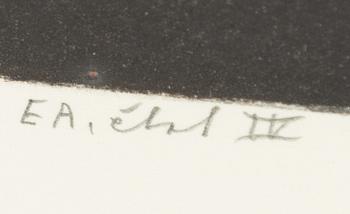 EA, état IV